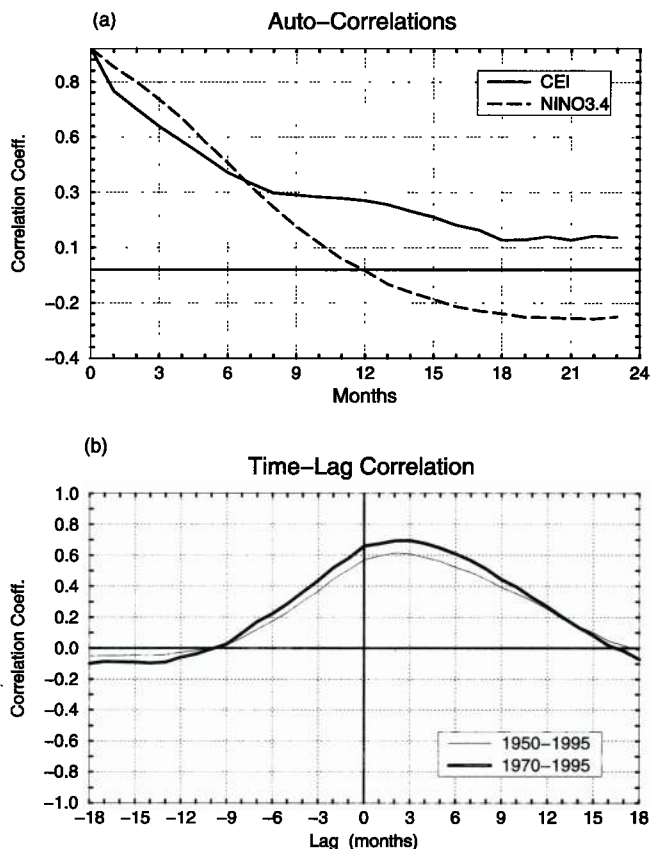 (a)
Auto−Correlations
Correlation Coeff.
0.8
0.6
0.3
0.1
−0.2
−0.4
CEI
NINO3.4
0 3 6 9 12 15 18 21 24
Months
(b)
Time−Lag Correlation
Correlation Coeff.
1.0
0.8
0.6
0.4
0.2
0.0
−0.2
−0.4
−0.6
−0.8
−1.0
1950−1995
1970−1995
−18 −15 −12 −9 −6 −3 0 3 6 9 12 15 18
Lag (months)